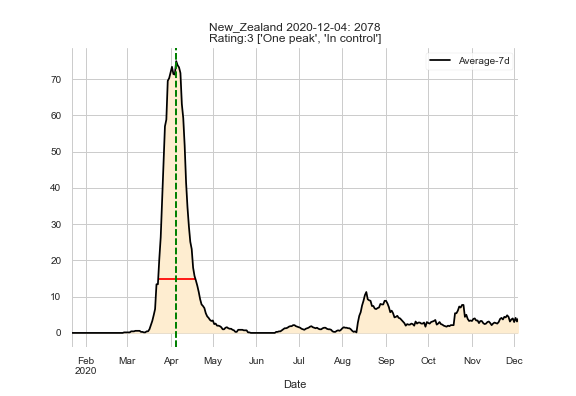 New_Zealand 2020-12-04: 2078
Rating:3 ['One peak', 'In control']
Average-7d
70
60
50
40
30
20
10
0
Feb Mar Apr May Jun Jul Aug Sep Oct Nov Dec
2020
Date